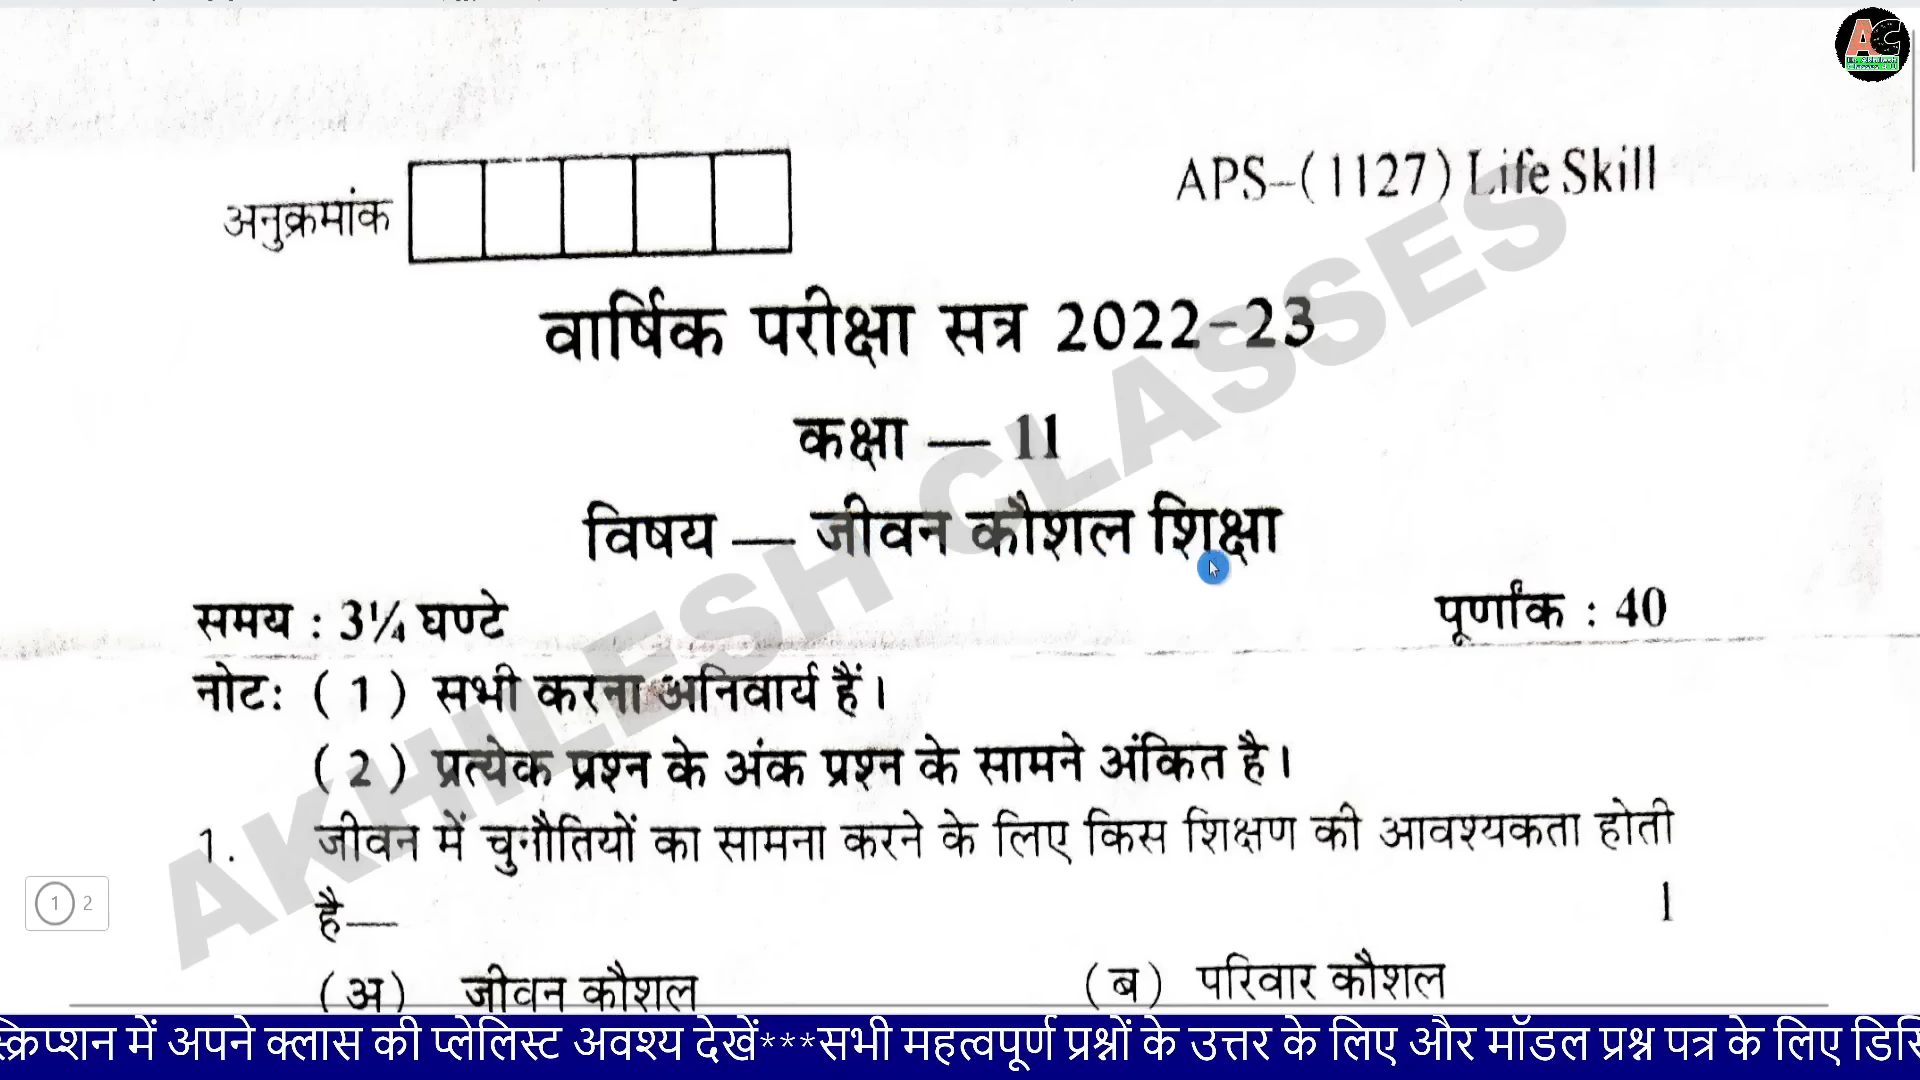 APS–(1127) Life Skill
अनुक्रमांक
वार्षिक परीक्षा सत्र 2022-23
कक्षा — 11
विषय — जीवन कौशल शिक्षा
समय : 3¼ घण्टे पूर्णांक : 40
नोट: (1) सभी करना अनिवार्य हैं।
(2) प्रत्येक प्रश्न के अंक प्रश्न के सामने अंकित है।
1. जीवन में चुनौतियों का सामना करने के लिए किस शिक्षण की आवश्यकता होती
है— 1
(अ) जीवन कौशल (ब) परिवार कौशल
AKHILESH CLASSES
AC
1 2
स्क्रिप्शन में अपने क्लास की प्लेलिस्ट अवश्य देखें***सभी महत्वपूर्ण प्रश्नों के उत्तर के लिए और मॉडल प्रश्न पत्र के लिए